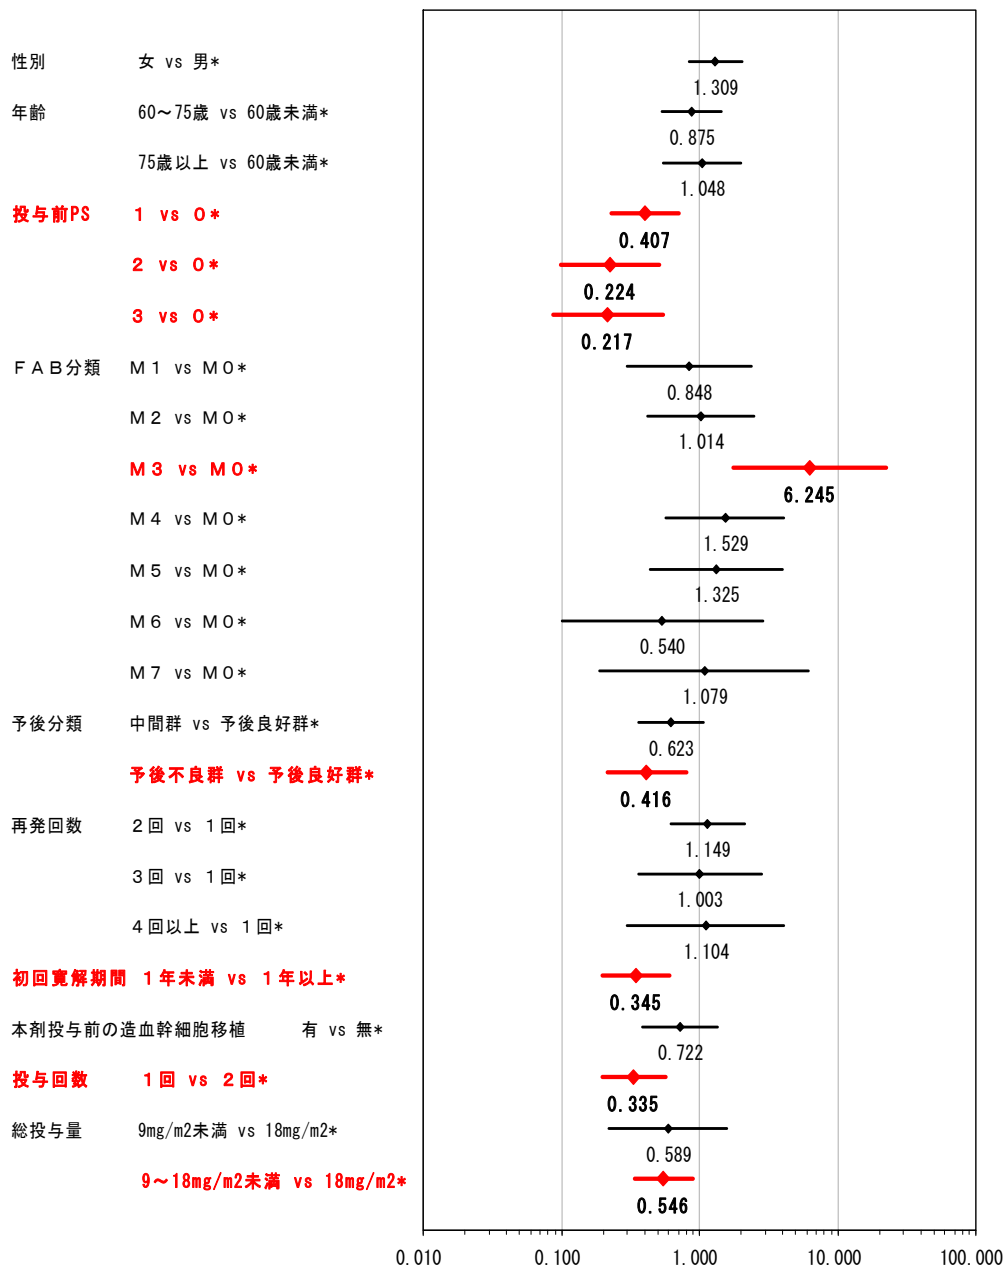 性別 女 vs 男*
1.309
年齢 60～75歳 vs 60歳未満*
0.875
75歳以上 vs 60歳未満*
1.048
投与前PS 1 vs 0*
0.407
2 vs 0*
0.224
3 vs 0*
0.217
ＦＡＢ分類 Ｍ１ vs Ｍ０*
0.848
Ｍ２ vs Ｍ０*
1.014
Ｍ３ vs Ｍ０*
6.245
Ｍ４ vs Ｍ０*
1.529
Ｍ５ vs Ｍ０*
1.325
Ｍ６ vs Ｍ０*
0.540
Ｍ７ vs Ｍ０*
1.079
予後分類 中間群 vs 予後良好群*
0.623
予後不良群 vs 予後良好群*
0.416
再発回数 ２回 vs １回*
1.149
３回 vs １回*
1.003
４回以上 vs １回*
1.104
初回寛解期間 １年未満 vs １年以上*
0.345
本剤投与前の造血幹細胞移植 有 vs 無*
0.722
投与回数 １回 vs ２回*
0.335
総投与量 9mg/m2未満 vs 18mg/m2*
0.589
9～18mg/m2未満 vs 18mg/m2*
0.546
0.010 0.100 1.000 10.000 100.000